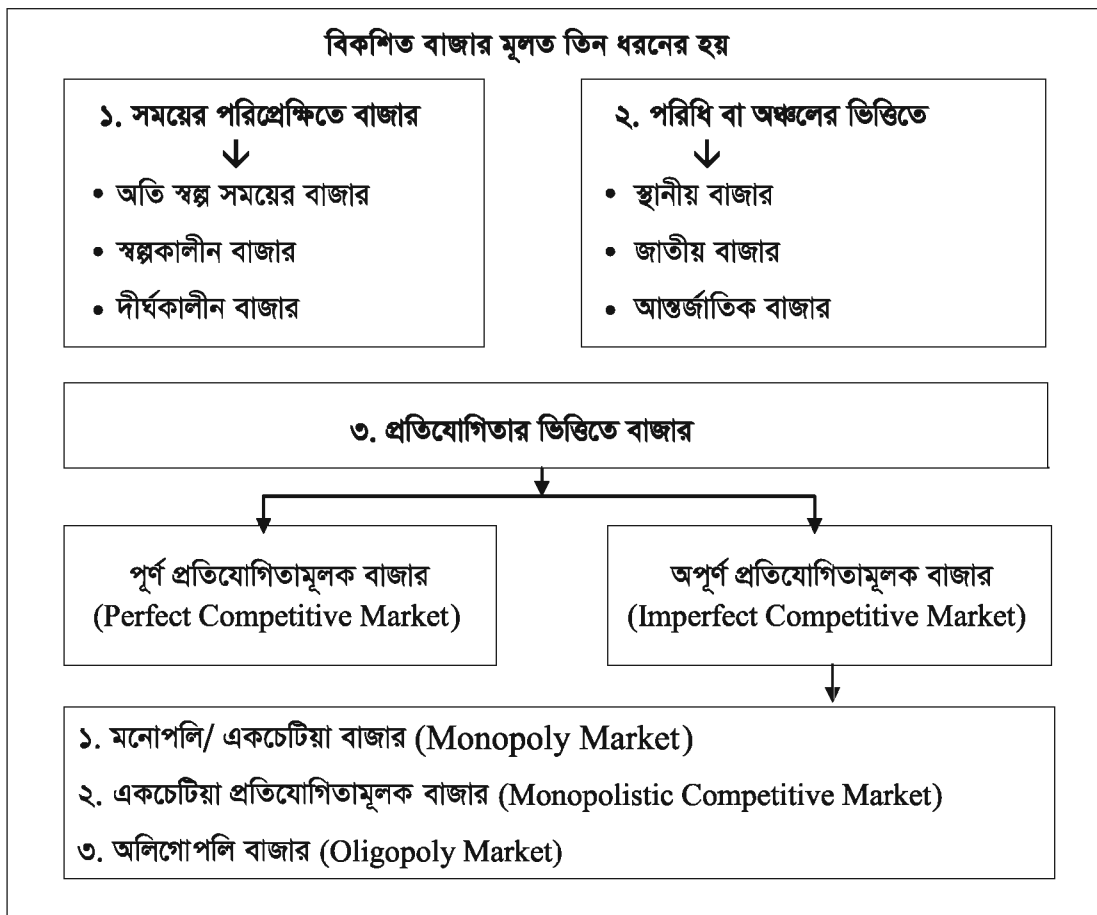 বিকশিত বাজার মূলত তিন ধরনের হয়
১. সময়ের পরিপ্রেক্ষিতে বাজার
• অতি স্বল্প সময়ের বাজার
• স্বল্পকালীন বাজার
• দীর্ঘকালীন বাজার
২. পরিধি বা অঞ্চলের ভিত্তিতে
• স্থানীয় বাজার
• জাতীয় বাজার
• আন্তর্জাতিক বাজার
৩. প্রতিযোগিতার ভিত্তিতে বাজার
পূর্ণ প্রতিযোগিতামূলক বাজার
(Perfect Competitive Market)
অপূর্ণ প্রতিযোগিতামূলক বাজার
(Imperfect Competitive Market)
১. মনোপলি/ একচেটিয়া বাজার (Monopoly Market)
২. একচেটিয়া প্রতিযোগিতামূলক বাজার (Monopolistic Competitive Market)
৩. অলিগোপলি বাজার (Oligopoly Market)